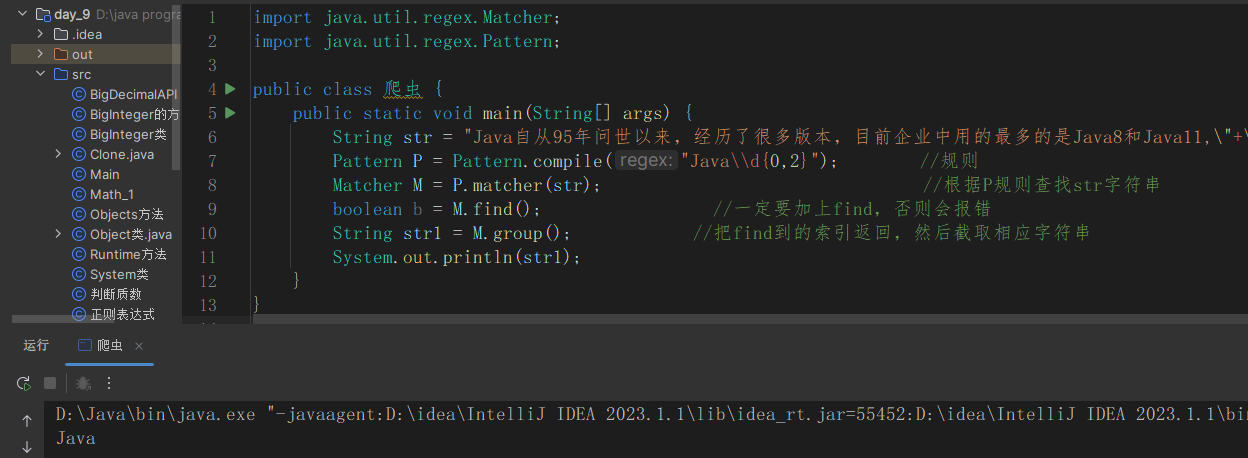 day_9 D:\java progra
.idea
out
src
BigDecimalAPI
BigInteger的方
BigInteger类
Clone.java
Main
Math_1
Objects方法
Object类.java
Runtime方法
System类
判断质数
正则表达式
1 import java.util.regex.Matcher;
2 import java.util.regex.Pattern;
3
4 public class 爬虫 {
5 public static void main(String[] args) {
6 String str = "Java自从95年问世以来，经历了很多版本，目前企业中用的最多的是Java8和Java11,\"+\
7 Pattern P = Pattern.compile( regex: "Java\\d{0,2}"); //规则
8 Matcher M = P.matcher(str); //根据P规则查找str字符串
9 boolean b = M.find(); //一定要加上find，否则会报错
10 String str1 = M.group(); //把find到的索引返回，然后截取相应字符串
11 System.out.println(str1);
12 }
13 }
运行 爬虫
D:\Java\bin\java.exe "-javaagent:D:\idea\IntelliJ IDEA 2023.1.1\lib\idea_rt.jar=55452:D:\idea\IntelliJ IDEA 2023.1.1\bin
Java